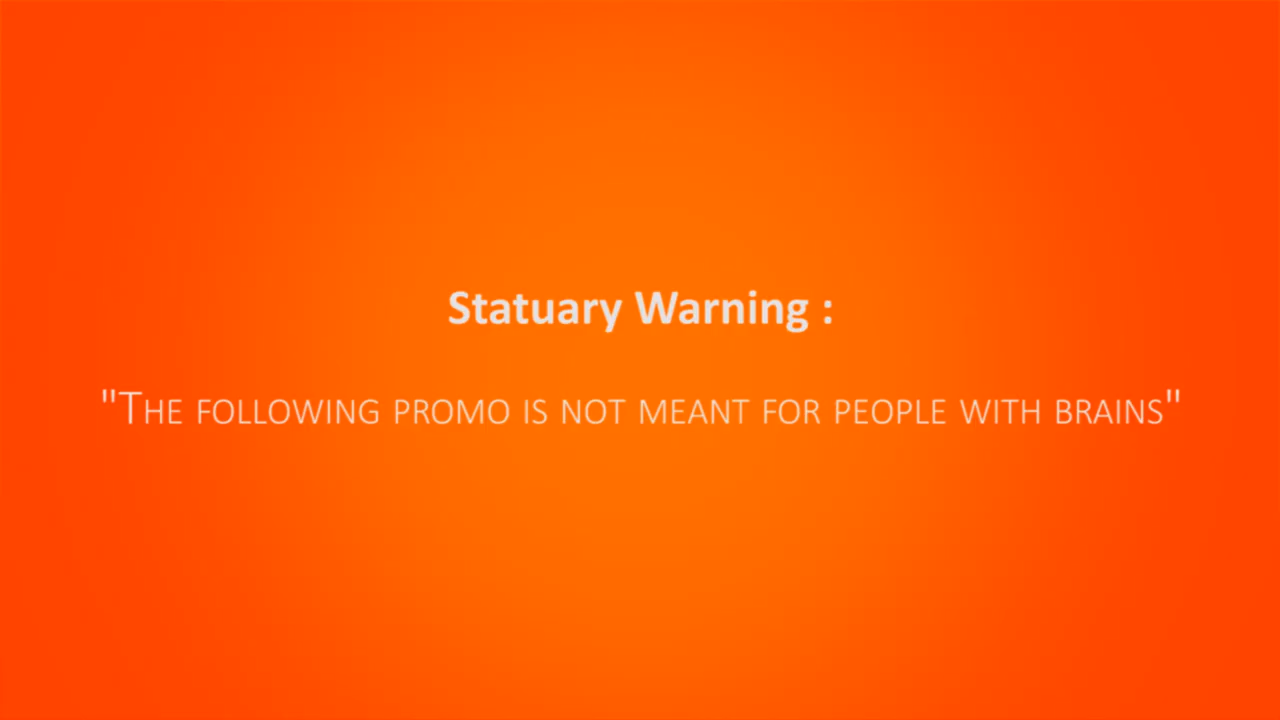 Statuary Warning :
"The following promo is not meant for people with brains"